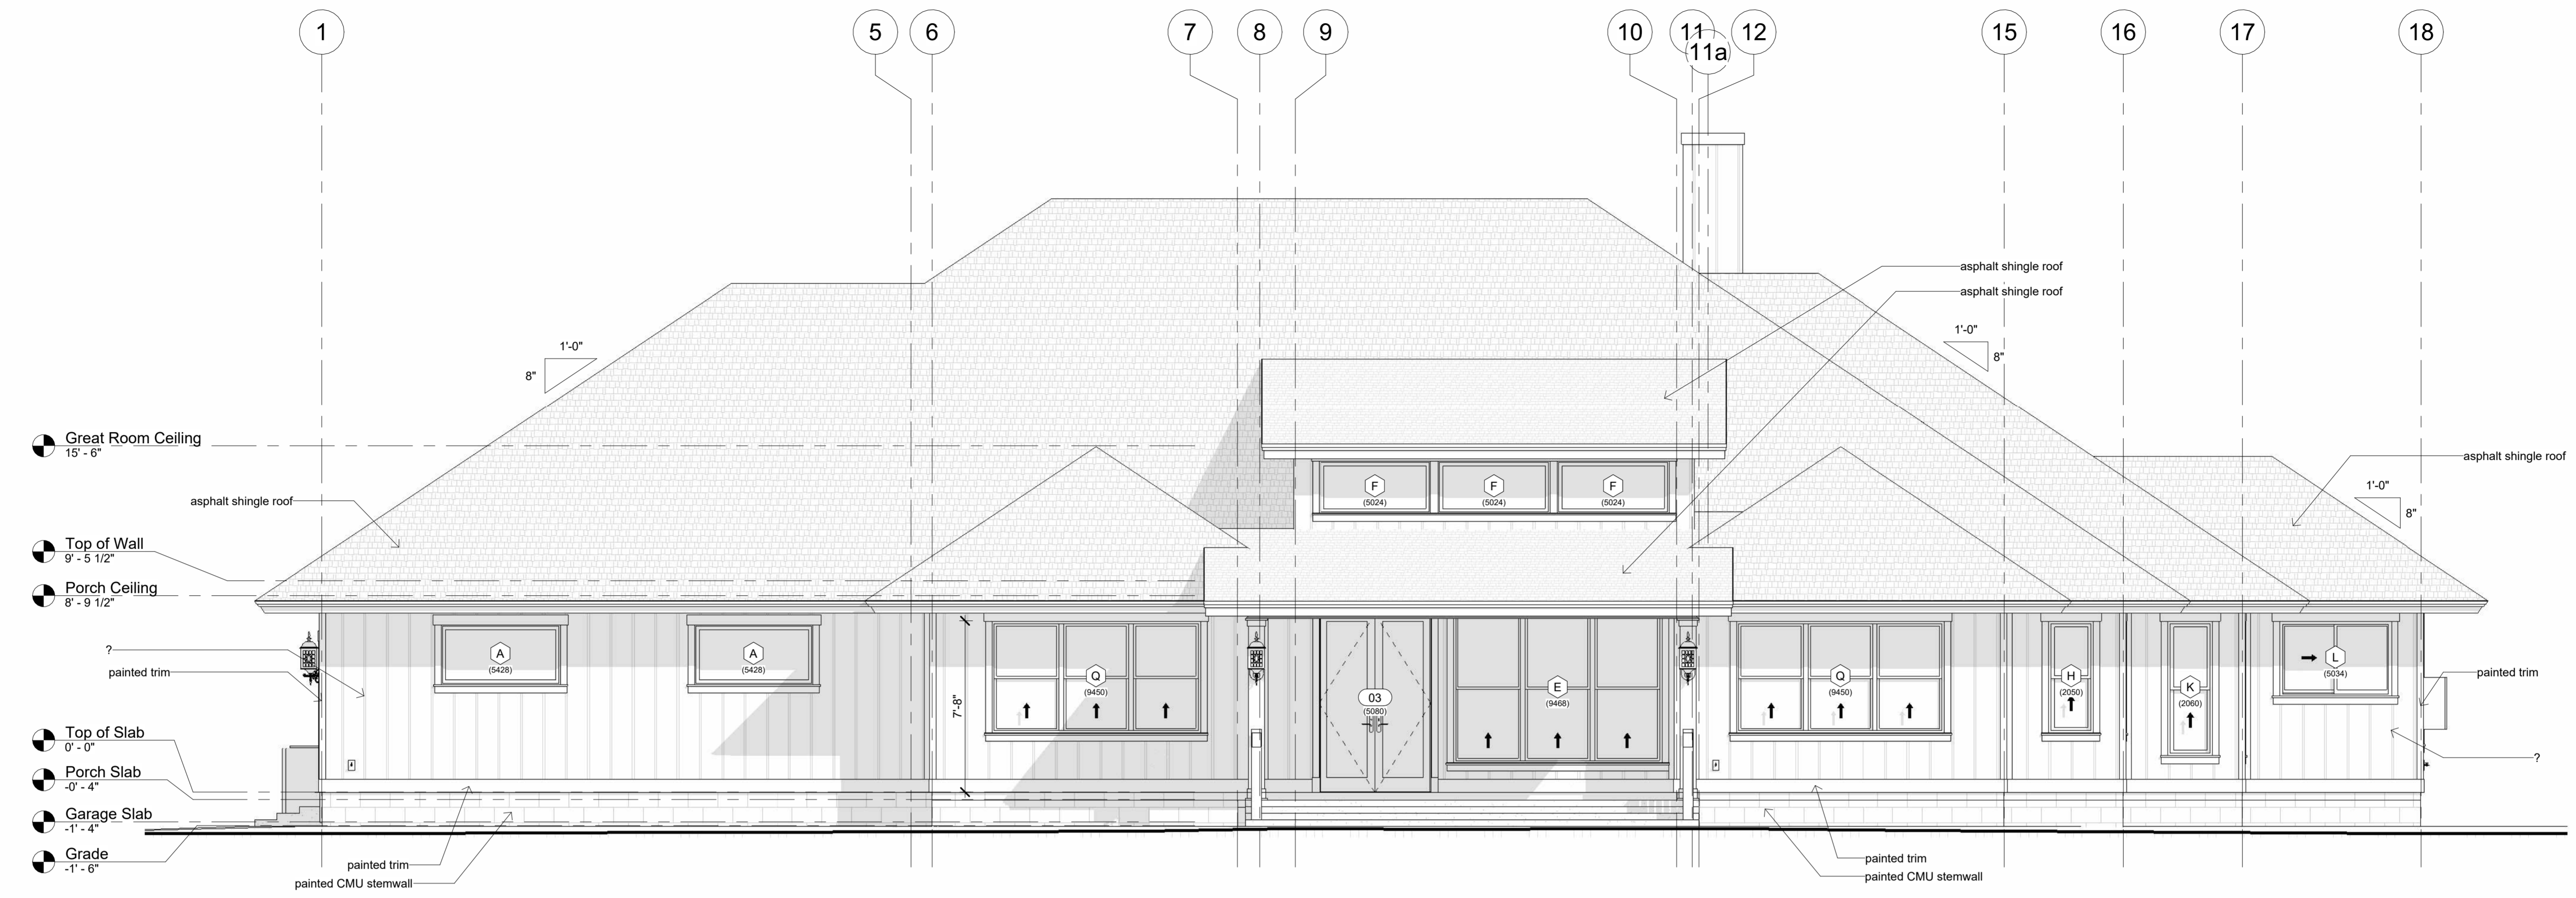 1
5
6
7
8
9
10
11
11a
12
15
16
17
18
asphalt shingle roof
asphalt shingle roof
1'-0"
8"
1'-0"
8"
Great Room Ceiling
15' - 6"
asphalt shingle roof
1'-0"
8"
asphalt shingle roof
F
(5024)
F
(5024)
F
(5024)
Top of Wall
9' - 5 1/2"
Porch Ceiling
8' - 9 1/2"
?
painted trim
A
(5428)
A
(5428)
Q
(9450)
7'-8"
03
(5080)
E
(9468)
Q
(9450)
H
(2050)
K
(2060)
L
(5034)
painted trim
?
Top of Slab
0' - 0"
Porch Slab
-0' - 4"
Garage Slab
-1' - 4"
Grade
-1' - 6"
painted trim
painted CMU stemwall
painted trim
painted CMU stemwall